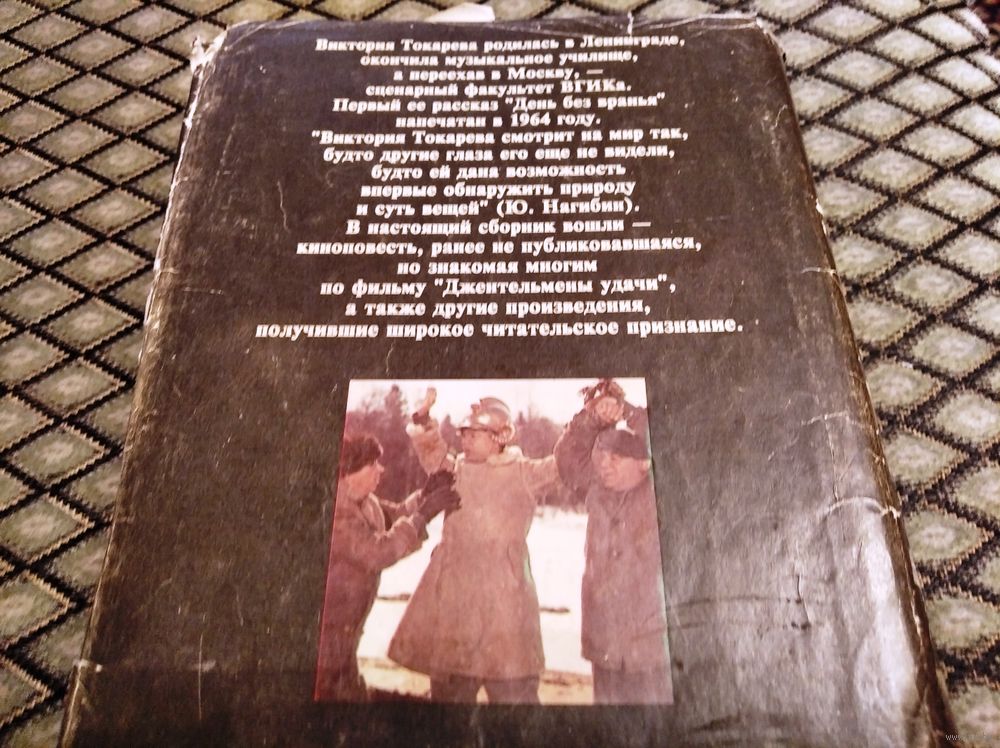 Виктория Токарева родилась в Ленинграде,
окончила музыкальное училище,
а переехав в Москву, —
сценарный факультет ВГИКа.
Первый ее рассказ "День без вранья"
напечатан в 1964 году.
"Виктория Токарева смотрит на мир так,
будто другие глаза его еще не видели,
будто ей дана возможность
впервые обнаружить природу
и суть вещей" (Ю. Нагибин).
В настоящий сборник вошли —
киноповесть, ранее не публиковавшаяся,
но знакомая многим
по фильму "Джентельмены удачи",
а также другие произведения,
получившие широкое читательское признание.